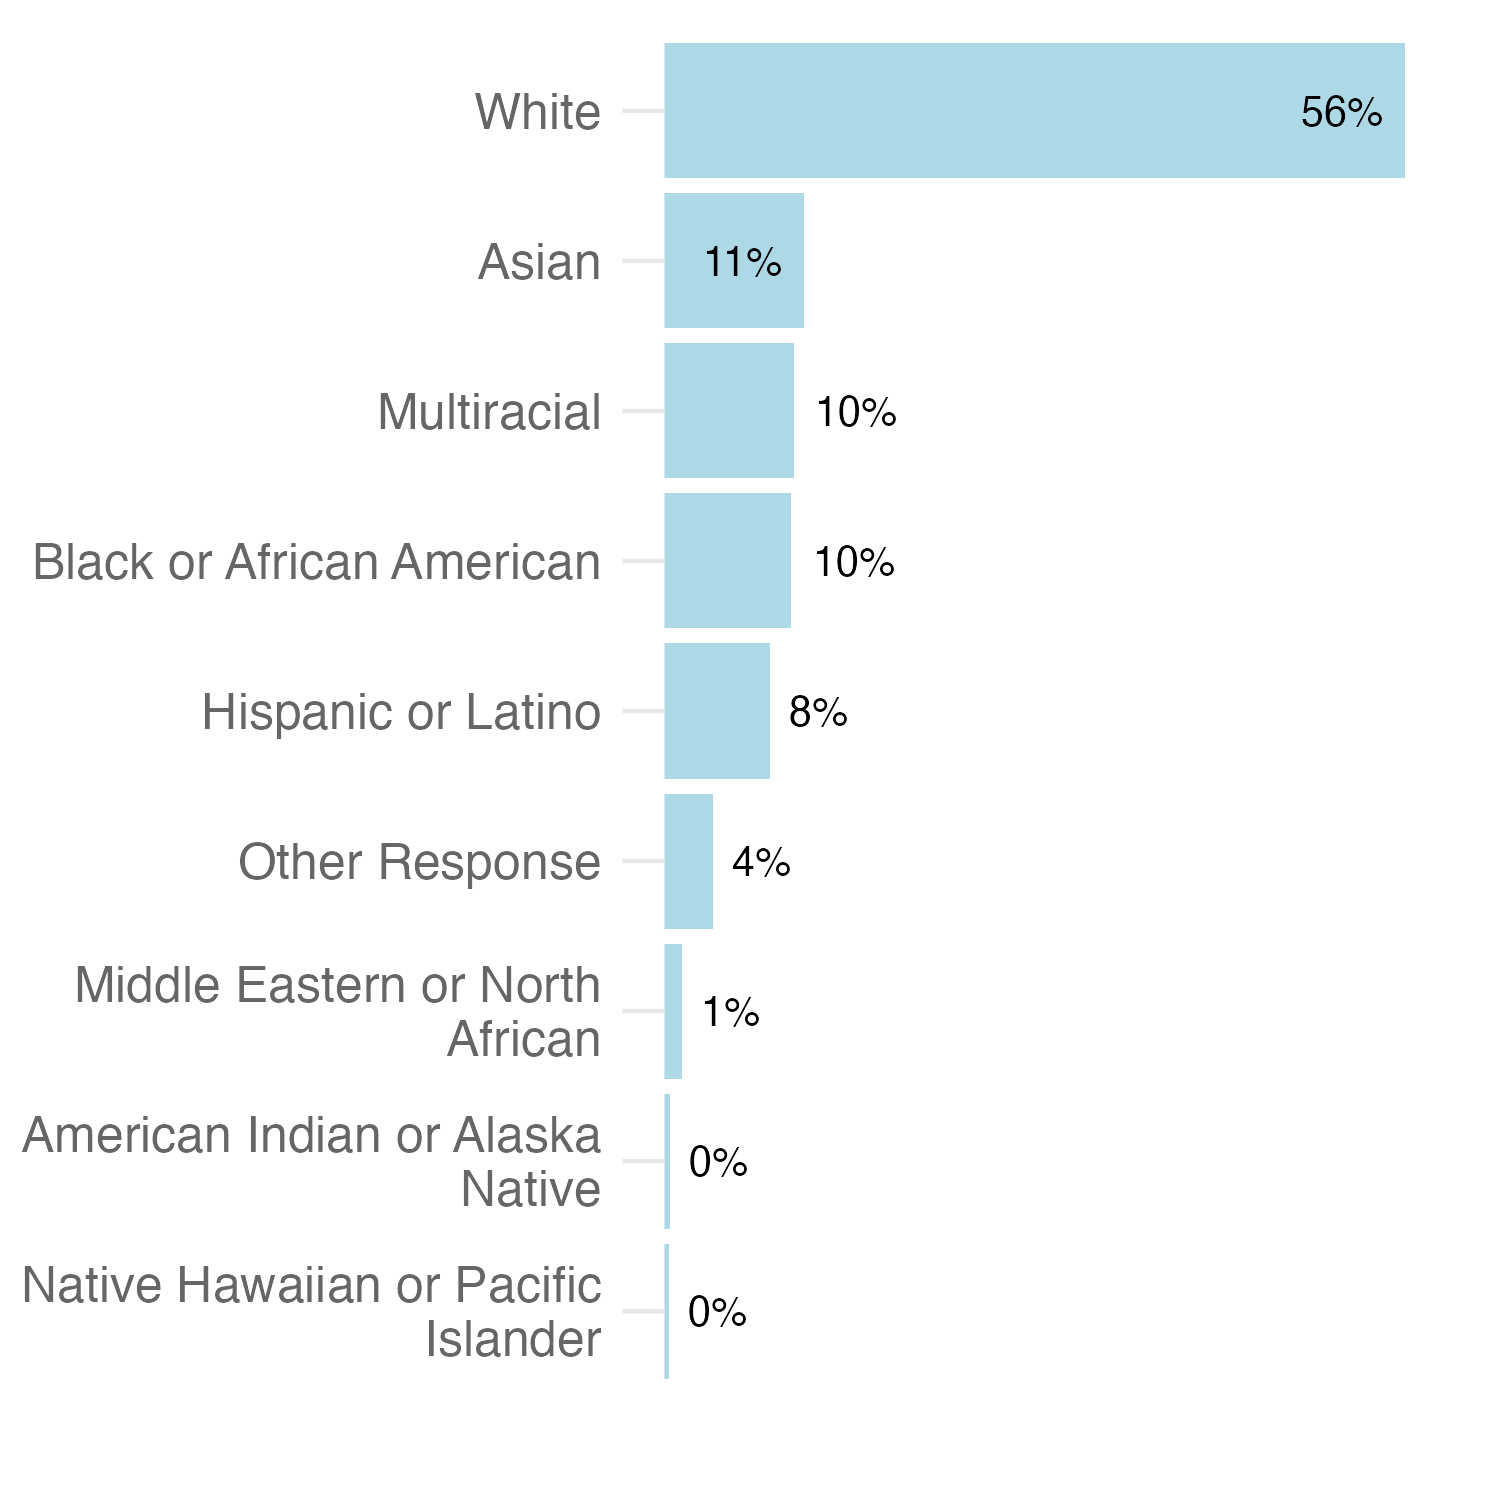 White
56%
Asian
11%
Multiracial
10%
Black or African American
10%
Hispanic or Latino
8%
Other Response
4%
Middle Eastern or North
African
1%
American Indian or Alaska
Native
0%
Native Hawaiian or Pacific
Islander
0%